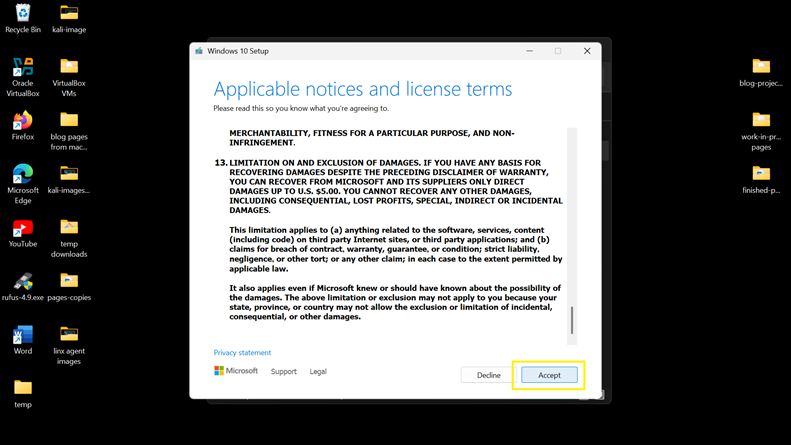 Recycle Bin
kali-image
Oracle
VirtualBox
VirtualBox
VMs
Firefox
blog pages
from mac...
Microsoft
Edge
kali-images...
YouTube
temp
downloads
rufus-4.9.exe
pages-copies
Word
linx agent
images
temp
Windows 10 Setup
Applicable notices and license terms
Please read this so you know what you're agreeing to.
MERCHANTABILITY, FITNESS FOR A PARTICULAR PURPOSE, AND NON-
INFRINGEMENT.
13. LIMITATION ON AND EXCLUSION OF DAMAGES. IF YOU HAVE ANY BASIS FOR
RECOVERING DAMAGES DESPITE THE PRECEDING DISCLAIMER OF WARRANTY,
YOU CAN RECOVER FROM MICROSOFT AND ITS SUPPLIERS ONLY DIRECT
DAMAGES UP TO U.S. $5.00. YOU CANNOT RECOVER ANY OTHER DAMAGES,
INCLUDING CONSEQUENTIAL, LOST PROFITS, SPECIAL, INDIRECT OR INCIDENTAL
DAMAGES.
This limitation applies to (a) anything related to the software, services, content
(including code) on third party Internet sites, or third party applications; and (b)
claims for breach of contract, warranty, guarantee, or condition; strict liability,
negligence, or other tort; or any other claim; in each case to the extent permitted by
applicable law.
It also applies even if Microsoft knew or should have known about the possibility of
the damages. The above limitation or exclusion may not apply to you because your
state, province, or country may not allow the exclusion or limitation of incidental,
consequential, or other damages.
Privacy statement
Microsoft
Support
Legal
Decline
Accept
blog-projec...
work-in-pr...
pages
finished-p...